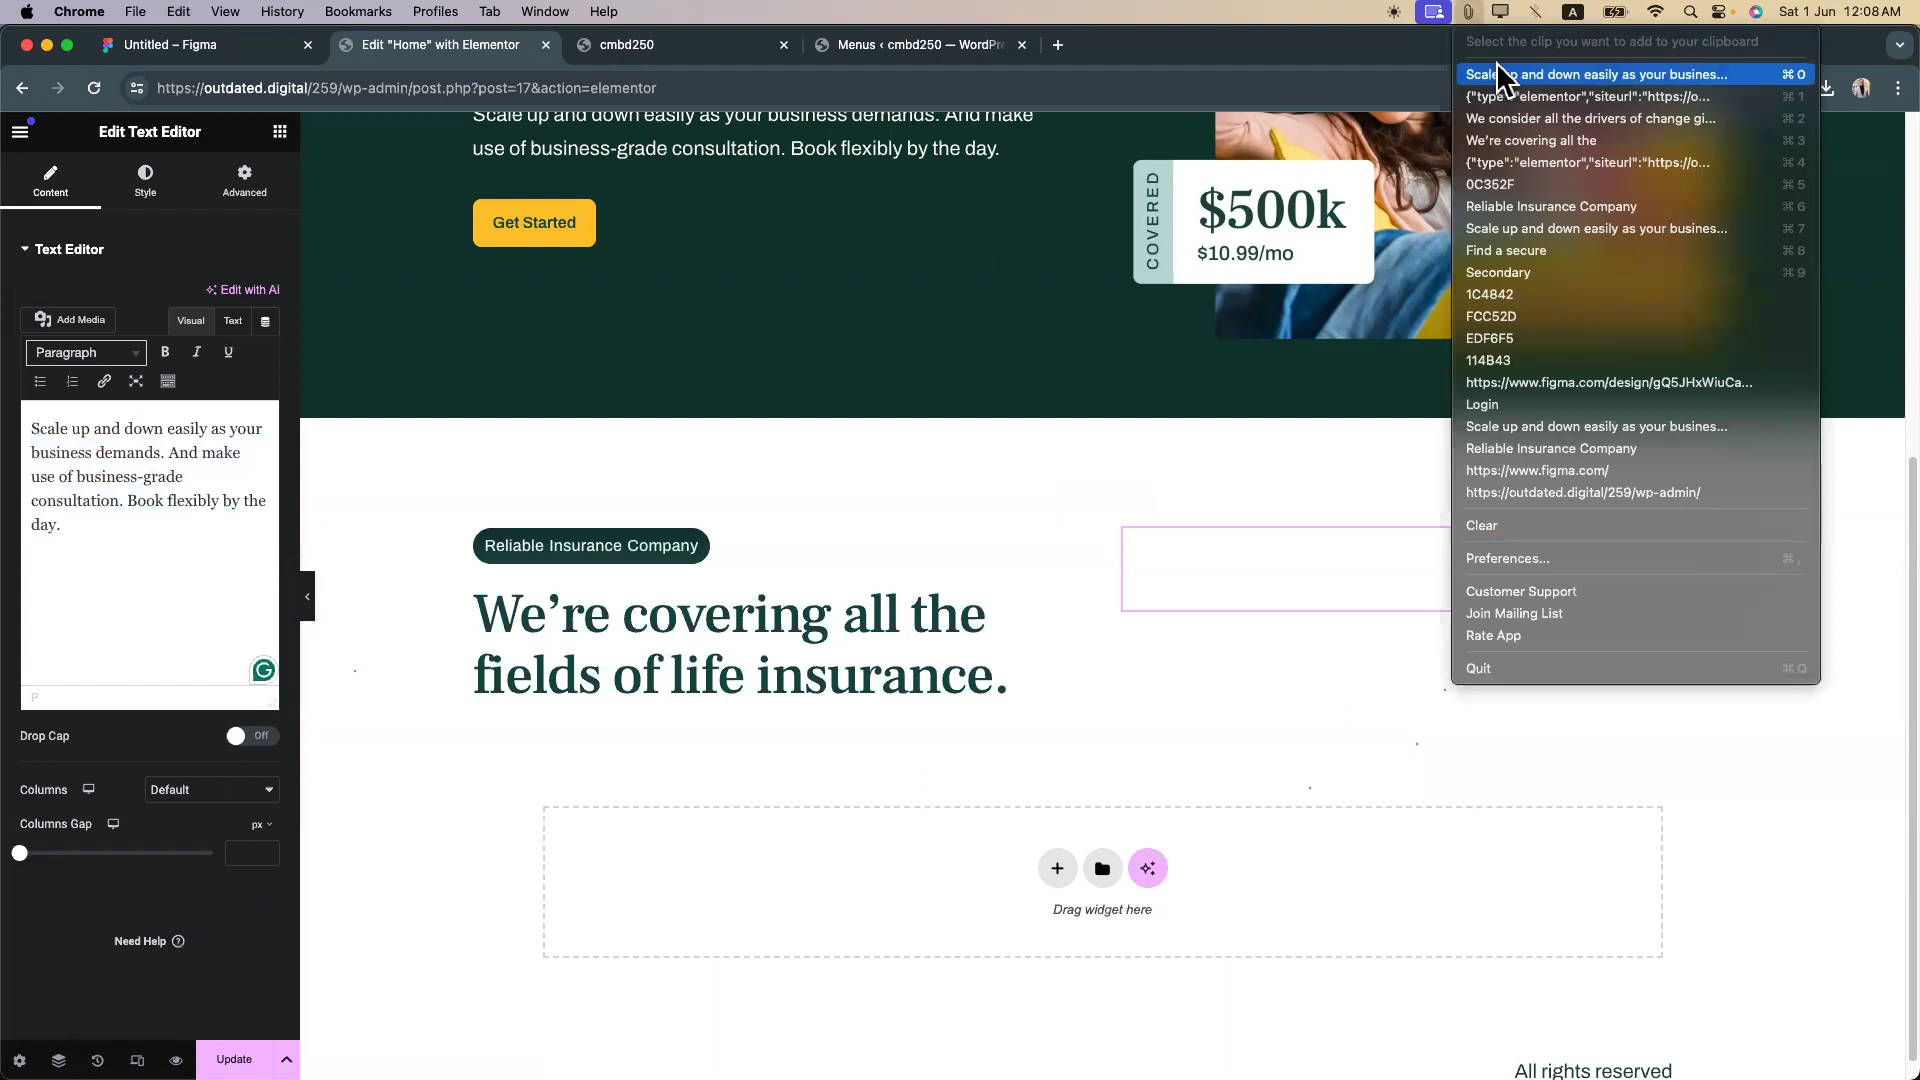 Chrome File Edit View History Bookmarks Profiles Tab Window Help
A Sat 1 Jun 12:08 AM
Untitled – Figma
Edit "Home" with Elementor
cmbd250
Menus ‹ cmbd250 — WordPre
https://outdated.digital/259/wp-admin/post.php?post=17&action=elementor
Edit Text Editor
Content
Style
Advanced
Text Editor
Edit with AI
Add Media
Visual
Text
Paragraph
B I U
Scale up and down easily as your
business demands. And make
use of business-grade
consultation. Book flexibly by the
day.
P
Drop Cap
Off
Columns
Default
Columns Gap
px
Need Help
Update
Scale up and down easily as your business demands. And make
use of business-grade consultation. Book flexibly by the day.
Get Started
COVERED
$500k
$10.99/mo
Reliable Insurance Company
We’re covering all the
fields of life insurance.
Drag widget here
All rights reserved
Select the clip you want to add to your clipboard
Scale up and down easily as your busines... ⌘ 0
{"type":"elementor","siteurl":"https://o... ⌘ 1
We consider all the drivers of change gi... ⌘ 2
We’re covering all the ⌘ 3
{"type":"elementor","siteurl":"https://o... ⌘ 4
0C352F ⌘ 5
Reliable Insurance Company ⌘ 6
Scale up and down easily as your busines... ⌘ 7
Find a secure ⌘ 8
Secondary ⌘ 9
1C4842
FCC52D
EDF6F5
114B43
https://www.figma.com/design/gQ5JHxWiuCa...
Login
Scale up and down easily as your busines...
Reliable Insurance Company
https://www.figma.com/
https://outdated.digital/259/wp-admin/
Clear
Preferences... ⌘ ,
Customer Support
Join Mailing List
Rate App
Quit ⌘ Q